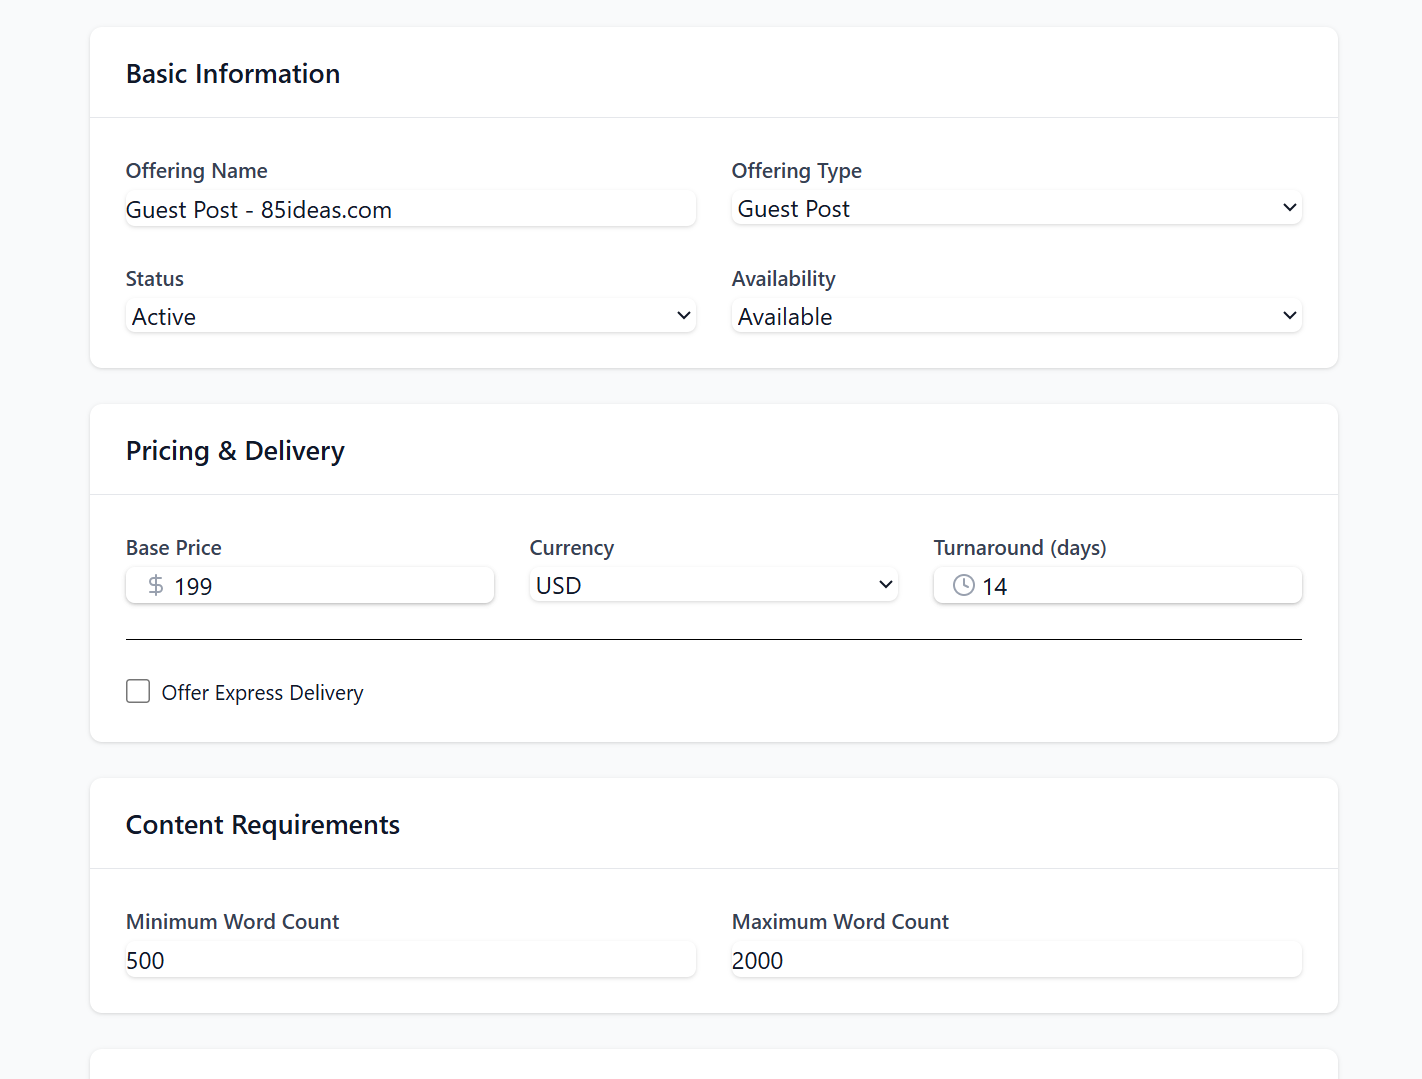 Basic Information
Offering Name
Offering Type
Guest Post - 85ideas.com
Guest Post
Status
Availability
Active
Available
Pricing & Delivery
Base Price
Currency
Turnaround (days)
$ 199
USD
14
Offer Express Delivery
Content Requirements
Minimum Word Count
Maximum Word Count
500
2000